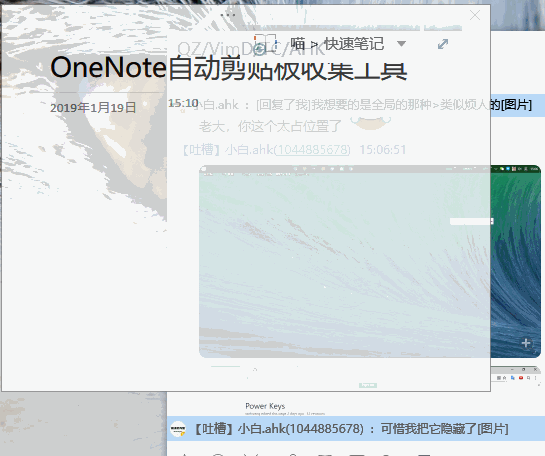 QZ/VimDesktop/Ahk
喵 > 快速笔记
OneNote自动剪贴板收集工具
2019年1月19日
15:10
小白.ahk : [回复了我]我想要的是全局的那种>类似烦人的[图片]
老大，你这个太占位置了
【吐槽】小白.ahk(1044885678) 15:06:51
Power Keys
【吐槽】小白.ahk(1044885678) : 可惜我把它隐藏了[图片]